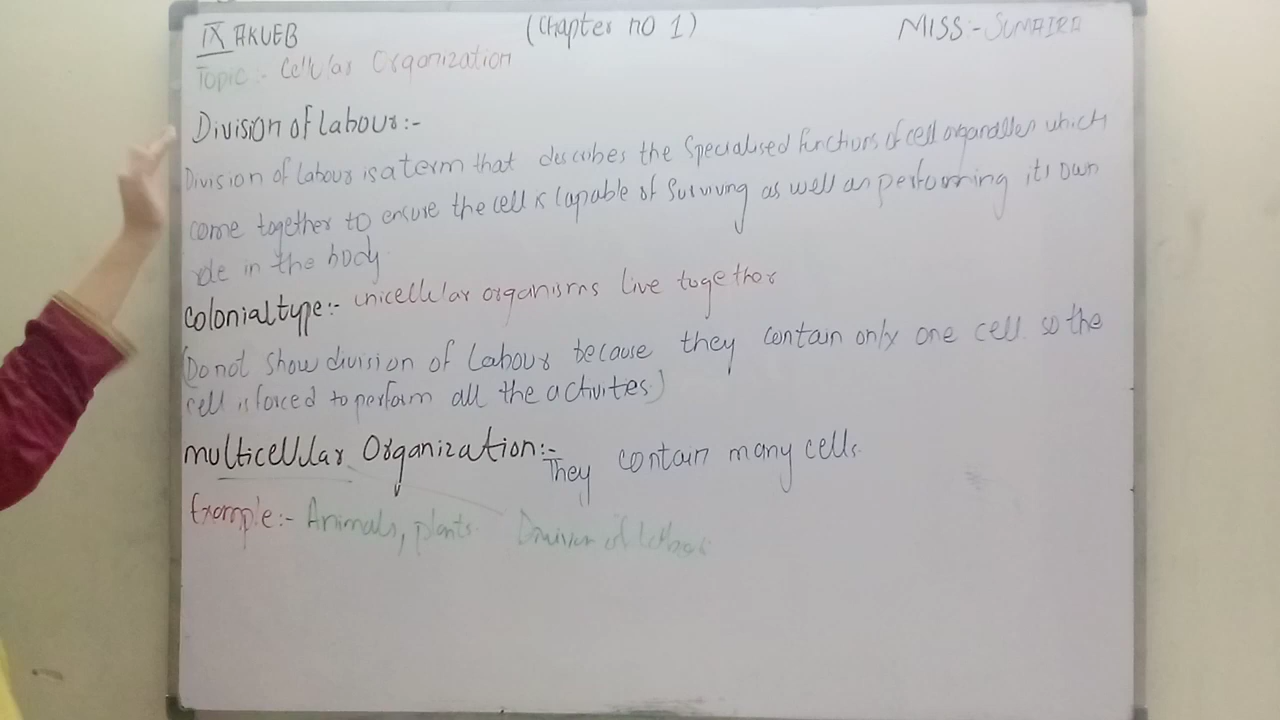 IX AKUEB (Chapter no 1) MISS:- SUMAIRA
Topic:- Cellular Organization
Division of Labour:-
Division of labour is a term that describes the specialised functions of cell organelles which
come together to ensure the cell is capable of surviving as well as performing its own
role in the body
Colonial type:- unicellular organisms live together
(Do not show division of labour because they contain only one cell so the
cell is forced to perform all the activites.)
Multicellular Organization:- They contain many cells.
Example:- Animals, plants. Division of labour